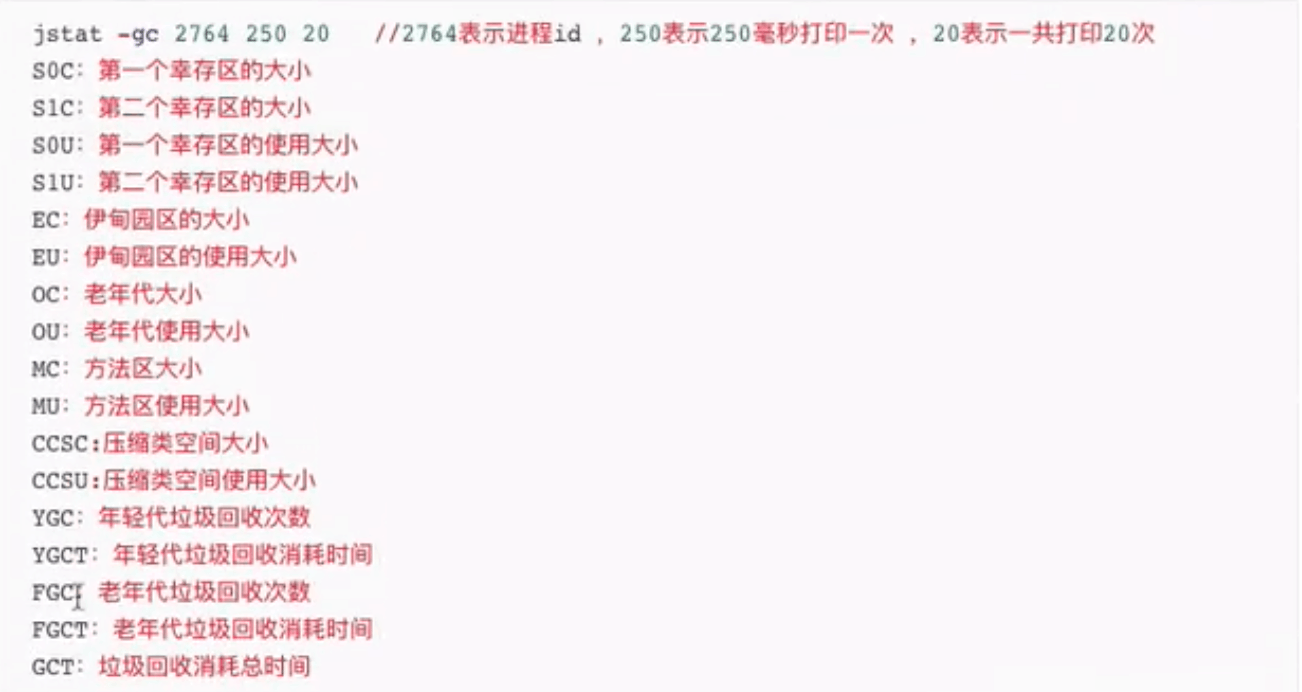 jstat -gc 2764 250 20 //2764表示进程id , 250表示250毫秒打印一次 , 20表示一共打印20次
S0C: 第一个幸存区的大小
S1C: 第二个幸存区的大小
S0U: 第一个幸存区的使用大小
S1U: 第二个幸存区的使用大小
EC: 伊甸园区的大小
EU: 伊甸园区的使用大小
OC: 老年代大小
OU: 老年代使用大小
MC: 方法区大小
MU: 方法区使用大小
CCSC:压缩类空间大小
CCSU:压缩类空间使用大小
YGC: 年轻代垃圾回收次数
YGCT: 年轻代垃圾回收消耗时间
FGC: 老年代垃圾回收次数
FGCT: 老年代垃圾回收消耗时间
GCT: 垃圾回收消耗总时间